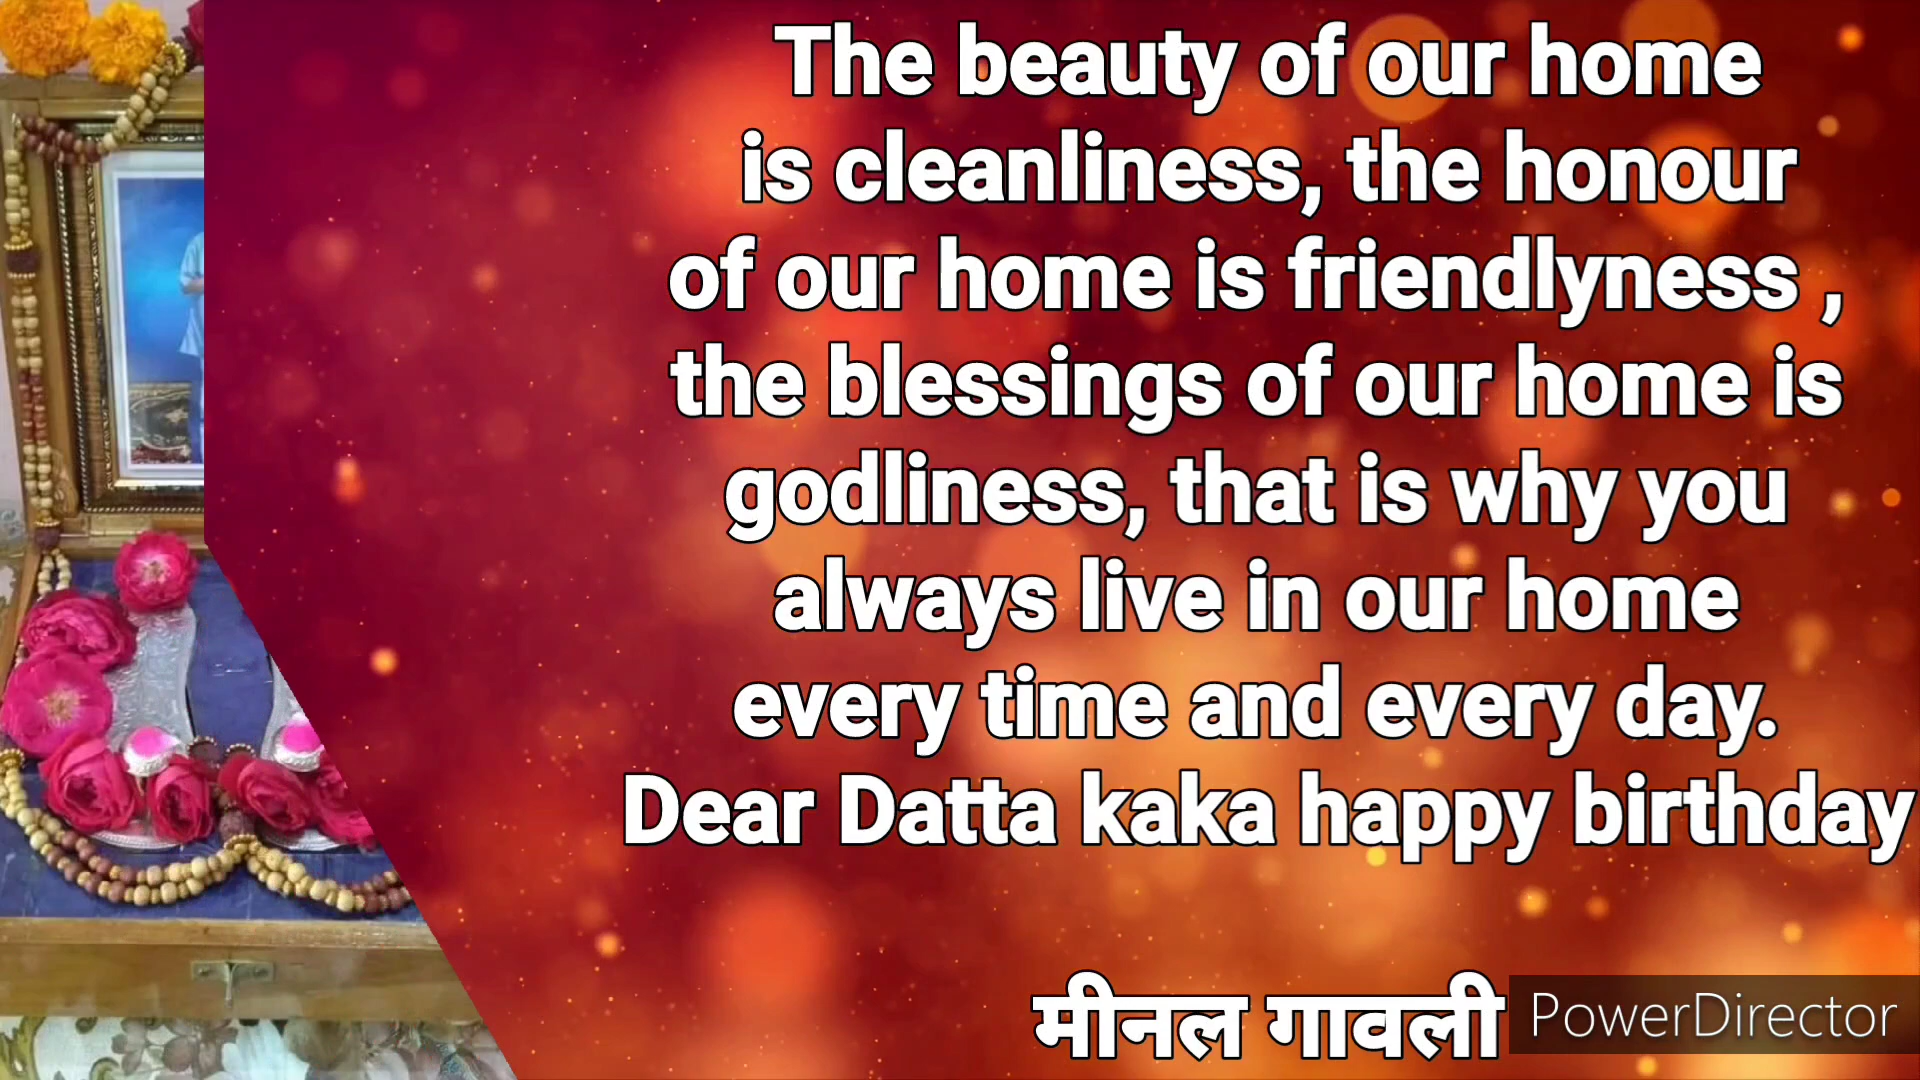 The beauty of our home
is cleanliness, the honour
of our home is friendlyness ,
the blessings of our home is
godliness, that is why you
always live in our home
every time and every day.
Dear Datta kaka happy birthday
मीनल गावली
PowerDirector